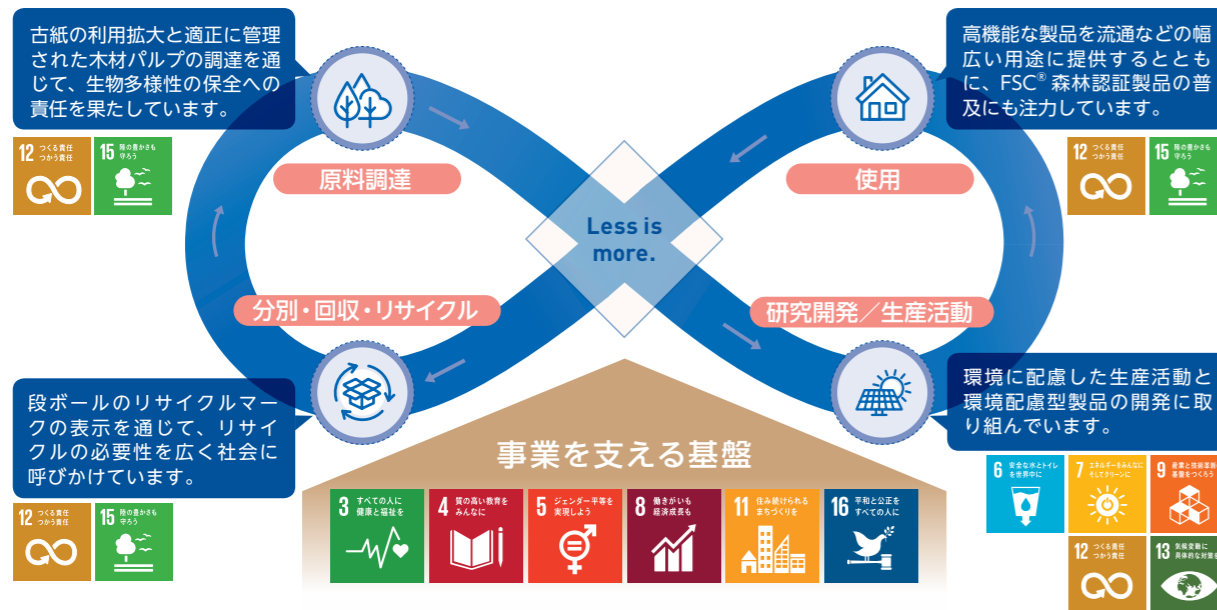 古紙の利用拡大と適正に管理
された木材パルプの調達を通
じて、生物多様性の保全への
責任を果たしています。
12 つくる責任
つかう責任
15 陸の豊かさも
守ろう
原料調達
高機能な製品を流通などの幅
広い用途に提供するととも
に、FSC® 森林認証製品の普
及にも注力しています。
12 つくる責任
つかう責任
15 陸の豊かさも
守ろう
使用
Less is
more.
分別・回収・リサイクル
段ボールのリサイクルマー
クの表示を通じて、リサイ
クルの必要性を広く社会に
呼びかけています。
12 つくる責任
つかう責任
15 陸の豊かさも
守ろう
研究開発／生産活動
環境に配慮した生産活動と
環境配慮型製品の開発に取
り組んでいます。
6 安全な水とトイレ
を世界中に
7 エネルギーをみんなに
そしてクリーンに
9 産業と技術革新の
基盤をつくろう
12 つくる責任
つかう責任
13 気候変動に
具体的な対策を
事業を支える基盤
3 すべての人に
健康と福祉を
4 質の高い教育を
みんなに
5 ジェンダー平等を
実現しよう
8 働きがいも
経済成長も
11 住み続けられる
まちづくりを
16 平和と公正を
すべての人に